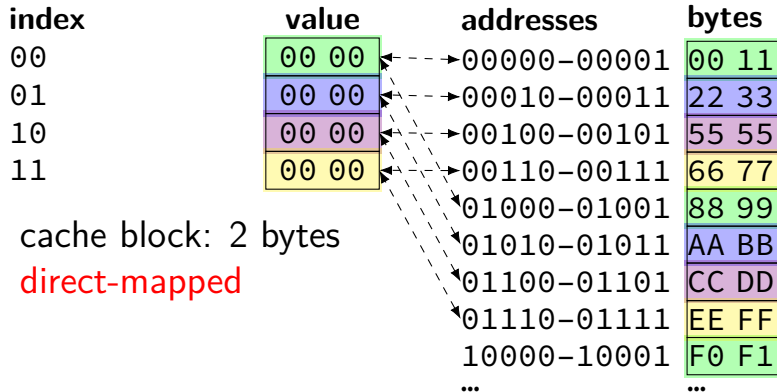 index value addresses bytes
00 00 00 00000–00001 00 11
01 00 00 00010–00011 22 33
10 00 00 00100–00101 55 55
11 00 00 00110–00111 66 77
01000–01001 88 99
cache block: 2 bytes 01010–01011 AA BB
direct-mapped 01100–01101 CC DD
01110–01111 EE FF
10000–10001 F0 F1
… …